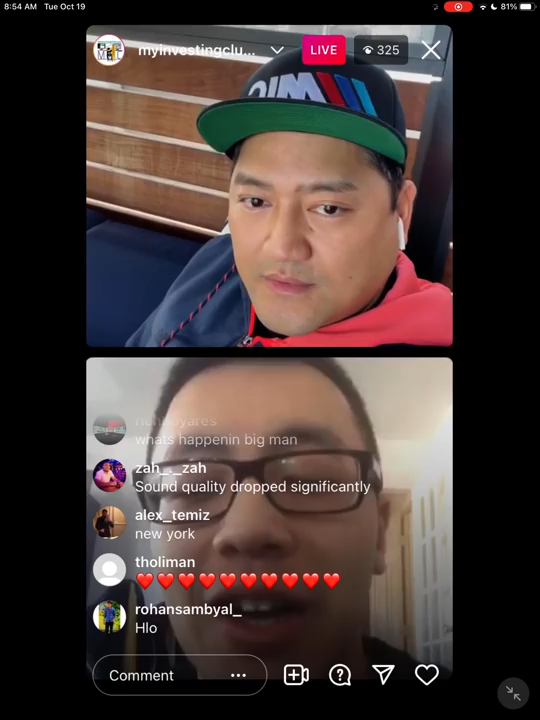 8:54 AM Tue Oct 19
81%
myinvestingclu...
LIVE
325
whats happenin big man
zah_._zah
Sound quality dropped significantly
alex_temiz
new york
tholiman
❤️❤️❤️❤️❤️❤️❤️❤️❤️❤️
rohansambyal_
Hlo
Comment